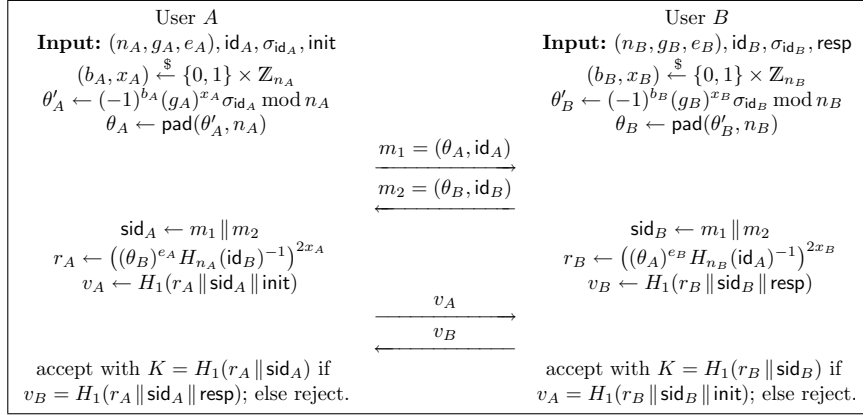 User A User B
Input: (n_A, g_A, e_A), id_A, σ_{id_A}, init Input: (n_B, g_B, e_B), id_B, σ_{id_B}, resp
(b_A, x_A) ←$ {0, 1} × ℤ_{n_A} (b_B, x_B) ←$ {0, 1} × ℤ_{n_B}
θ′_A ← (−1)^{b_A}(g_A)^{x_A}σ_{id_A} mod n_A θ′_B ← (−1)^{b_B}(g_B)^{x_B}σ_{id_B} mod n_B
θ_A ← pad(θ′_A, n_A) θ_B ← pad(θ′_B, n_B)
m_1 = (θ_A, id_A)
m_2 = (θ_B, id_B)
sid_A ← m_1 ∥ m_2 sid_B ← m_1 ∥ m_2
r_A ← ((θ_B)^{e_A} H_{n_A}(id_B)^{−1})^{2x_A} r_B ← ((θ_A)^{e_B} H_{n_B}(id_A)^{−1})^{2x_B}
v_A ← H_1(r_A ∥ sid_A ∥ init) v_B ← H_1(r_B ∥ sid_B ∥ resp)
v_A
v_B
accept with K = H_1(r_A ∥ sid_A) if accept with K = H_1(r_B ∥ sid_B) if
v_B = H_1(r_A ∥ sid_A ∥ resp); else reject. v_A = H_1(r_B ∥ sid_B ∥ init); else reject.